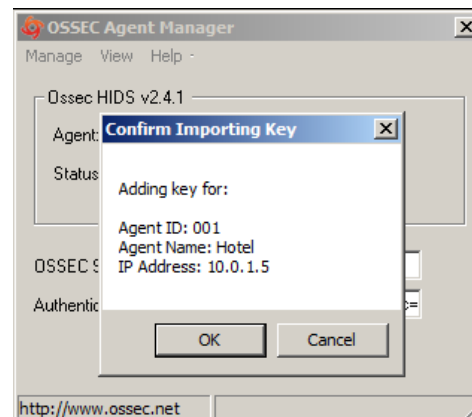 OSSEC Agent Manager
Manage View Help
Ossec HIDS v2.4.1
Agent:
Confirm Importing Key
Status
Adding key for:
Agent ID: 001
Agent Name: Hotel
IP Address: 10.0.1.5
OSSEC S
Authentic
OK Cancel
http://www.ossec.net